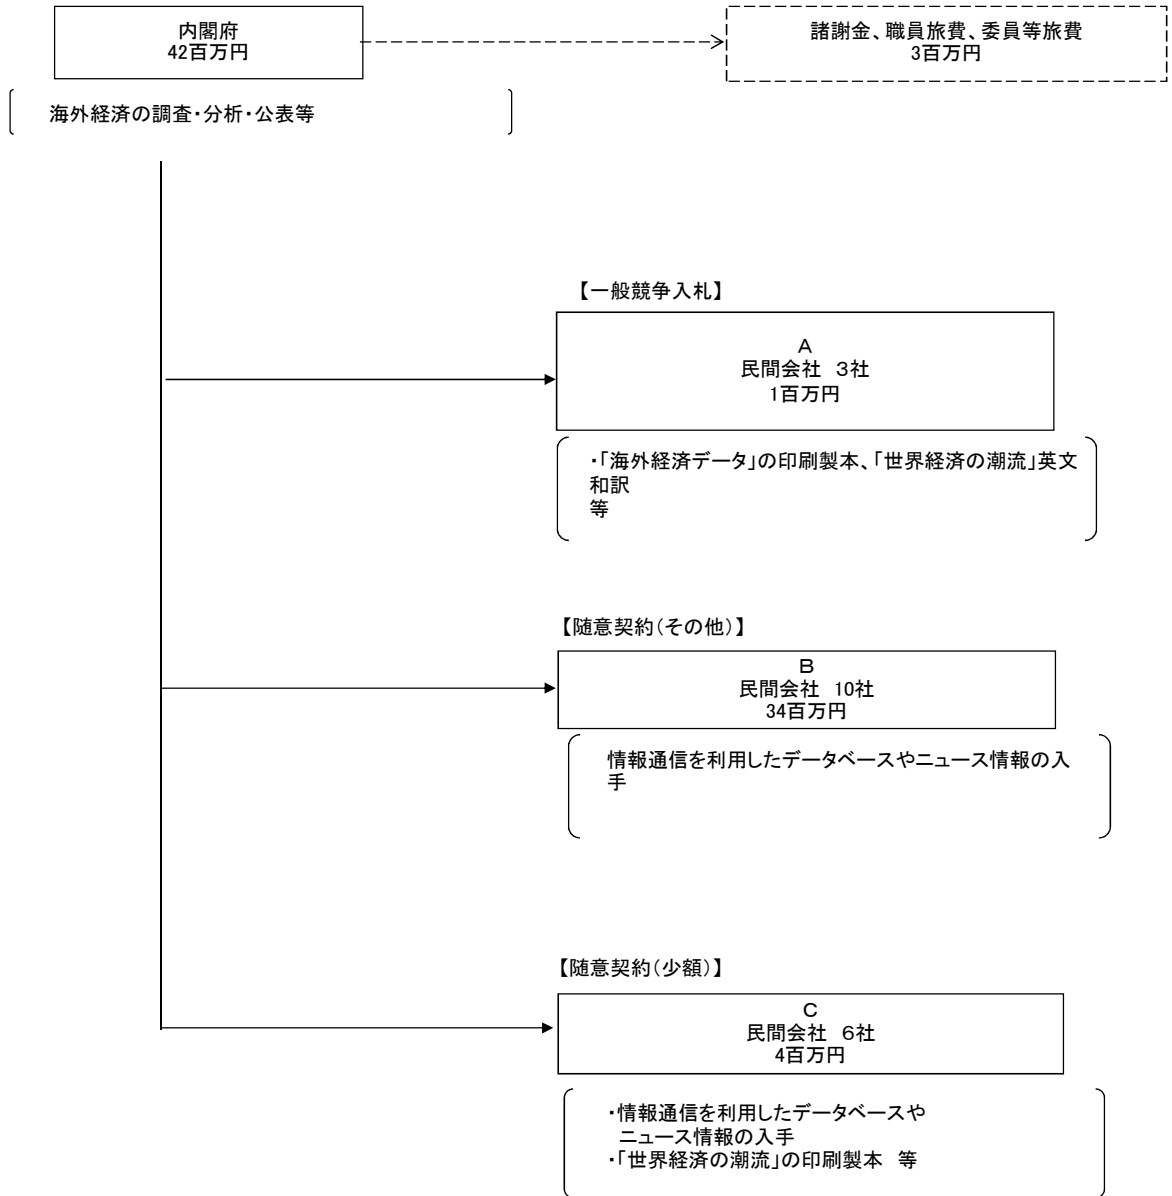 内閣府
42百万円
諸謝金、職員旅費、委員等旅費
3百万円
海外経済の調査・分析・公表等
【一般競争入札】
A
民間会社 3社
1百万円
・「海外経済データ」の印刷製本、「世界経済の潮流」英文
和訳
等
【随意契約(その他)】
B
民間会社 10社
34百万円
情報通信を利用したデータベースやニュース情報の入
手
【随意契約(少額)】
C
民間会社 6社
4百万円
・情報通信を利用したデータベースや
ニュース情報の入手
・「世界経済の潮流」の印刷製本 等